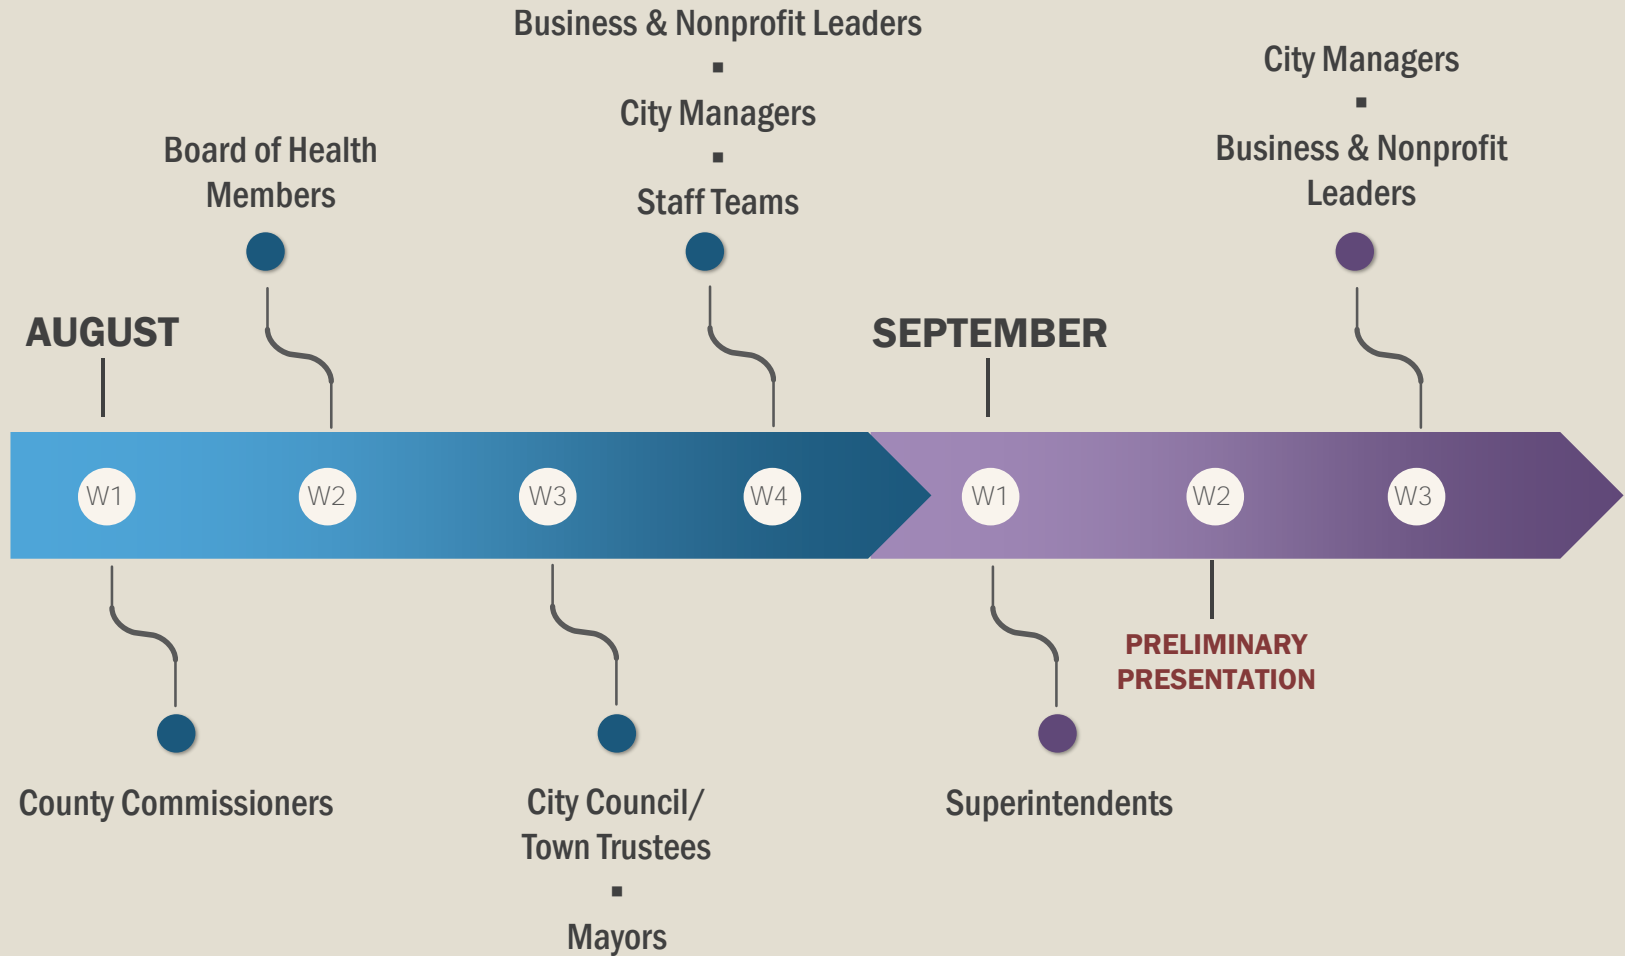 Business & Nonprofit Leaders
▪
City Managers
▪
Staff Teams
City Managers
▪
Business & Nonprofit
Leaders
Board of Health
Members
AUGUST
SEPTEMBER
W1
W2
W3
W4
W1
W2
W3
PRELIMINARY
PRESENTATION
County Commissioners
City Council/
Town Trustees
▪
Mayors
Superintendents